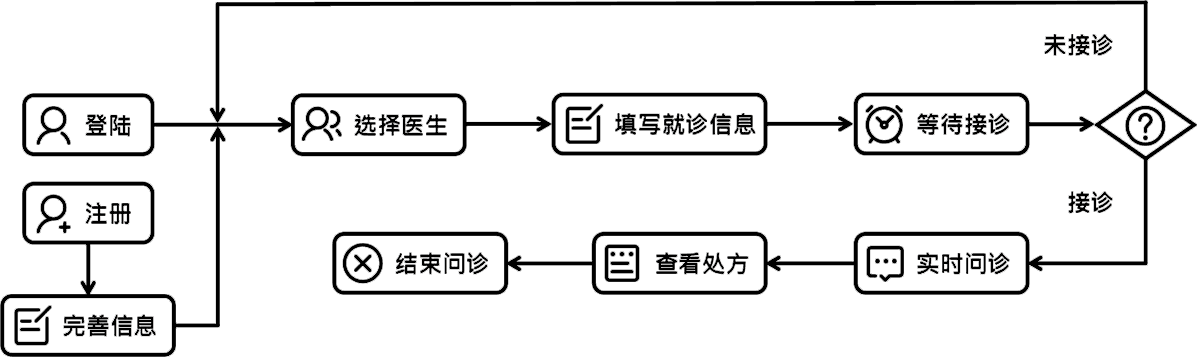 未接诊
登陆
选择医生
填写就诊信息
等待接诊
?
注册
接诊
结束问诊
查看处方
实时问诊
完善信息